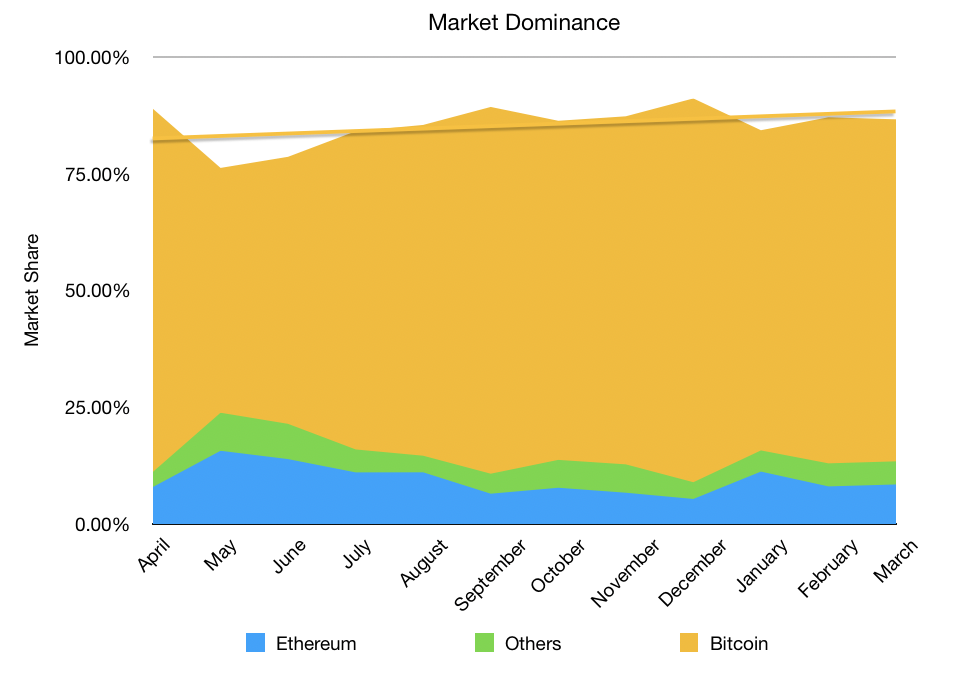 Market Dominance
100.00%
75.00%
50.00%
25.00%
0.00%
Market Share
April
May
June
July
August
September
October
November
December
January
February
March
Ethereum
Others
Bitcoin